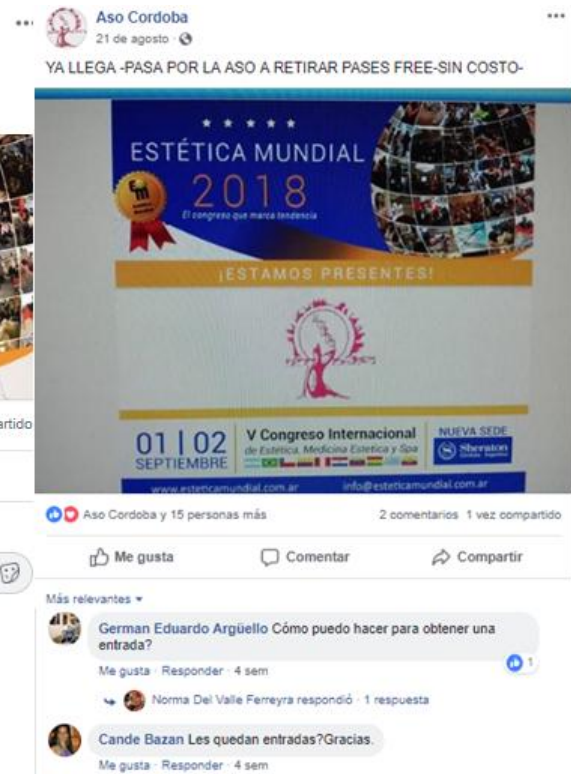 Aso Cordoba
21 de agosto ·
YA LLEGA -PASA POR LA ASO A RETIRAR PASES FREE-SIN COSTO-
ESTÉTICA MUNDIAL
2018
El congreso que marca tendencia
¡ESTAMOS PRESENTES!
01 | 02
SEPTIEMBRE
V Congreso Internacional
de Estética, Medicina Estetica y Spa
NUEVA SEDE
Sheraton
www.esteticamundial.com.ar
info@esteticamundial.com.ar
artido
Aso Cordoba y 15 personas más
2 comentarios 1 vez compartido
Me gusta
Comentar
Compartir
Más relevantes
German Eduardo Argüello Cómo puedo hacer para obtener una
entrada?
1
Me gusta · Responder · 4 sem
Norma Del Valle Ferreyra respondió · 1 respuesta
Cande Bazan Les quedan entradas?Gracias.
Me gusta · Responder · 4 sem